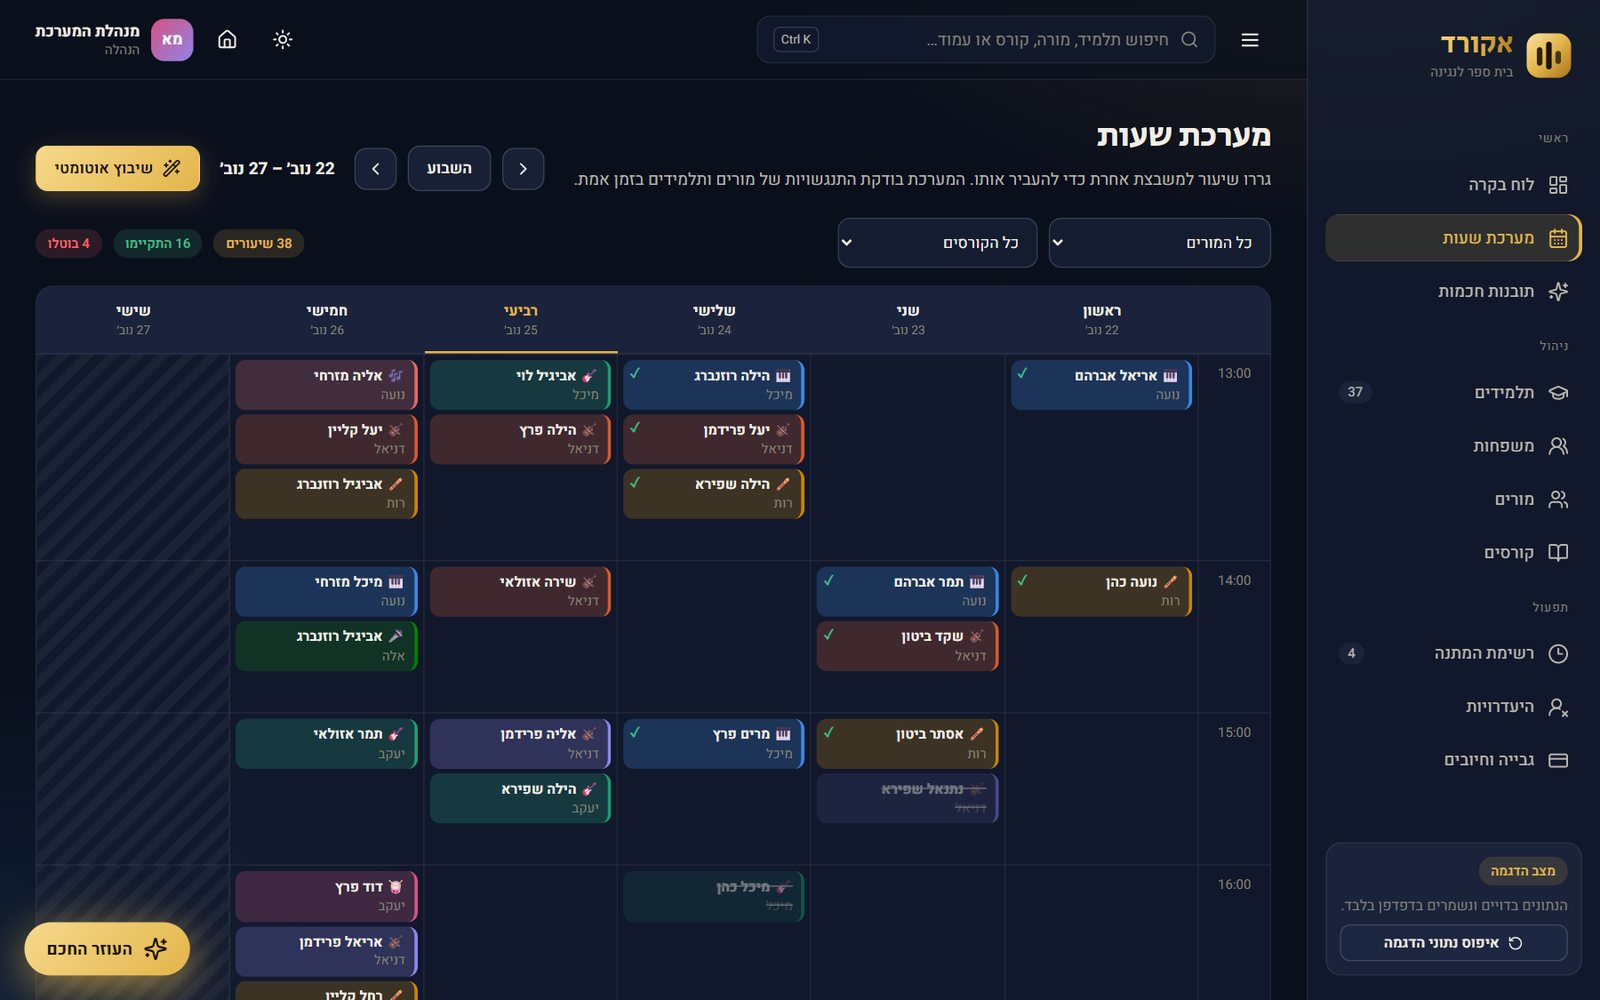 אקורד
בית ספר לנגינה
ראשי
לוח בקרה
מערכת שעות
תובנות חכמות
ניהול
תלמידים 37
משפחות
מורים
קורסים
תפעול
רשימת המתנה 4
היעדרויות
גבייה וחיובים
מצב הדגמה
הנתונים בדויים ונשמרים בדפדפן בלבד.
איפוס נתוני הדגמה
חיפוש תלמיד, מורה, קורס או עמוד...
Ctrl K
מא
מנהלת המערכת
הנהלה
מערכת שעות
גררו שיעור למשבצת אחרת כדי להעביר אותו. המערכת בודקת התנגשויות של מורים ותלמידים בזמן אמת.
השבוע
22 נוב׳ – 27 נוב׳
שיבוץ אוטומטי
כל המורים
כל הקורסים
38 שיעורים
16 התקיימו
4 בוטלו
ראשון
22 נוב׳
שני
23 נוב׳
שלישי
24 נוב׳
רביעי
25 נוב׳
חמישי
26 נוב׳
שישי
27 נוב׳
13:00
אריאל אברהם
נועה
הילה רוזנברג
מיכל
יעל פרידמן
דניאל
הילה שפירא
רות
אביגיל לוי
מיכל
הילה פרץ
דניאל
אליה מזרחי
נועה
יעל קליין
דניאל
אביגיל רוזנברג
רות
14:00
נועה כהן
רות
תמר אברהם
נועה
שקד ביטון
דניאל
שירה אזולאי
דניאל
מיכל מזרחי
נועה
אביגיל רוזנברג
אלה
15:00
אסתר ביטון
רות
נתנאל שפירא
דניאל
מרים פרץ
מיכל
אליה פרידמן
דניאל
הילה שפירא
יעקב
תמר אזולאי
יעקב
16:00
מיכל כהן
מיכל
דוד פרץ
יעקב
אריאל פרידמן
דניאל
רחל קליין
העוזר החכם